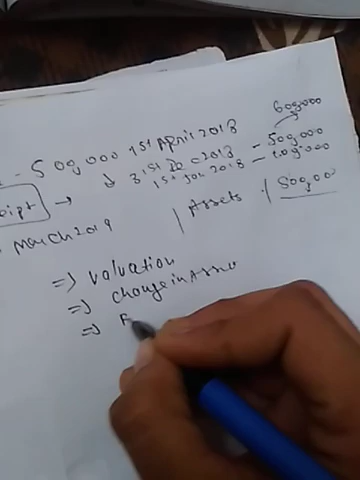 600,000
- 500,000 1st April 2018
31st Dec 2018 - 500,000
1st Jan 2018 - 100,000
eipt →
Assets 500,000
March 2019
=> valuation
=> change in
=>